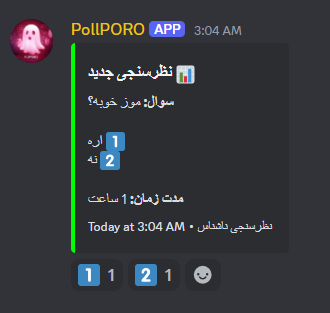 PollPORO APP 3:04 AM
نظرسنجی جدید 📊
سوال: موز خوبه؟
1️⃣ اره
2️⃣ نه
مدت زمان: 1 ساعت
نظرسنجی داشداس • Today at 3:04 AM
1️⃣ 1 2️⃣ 1